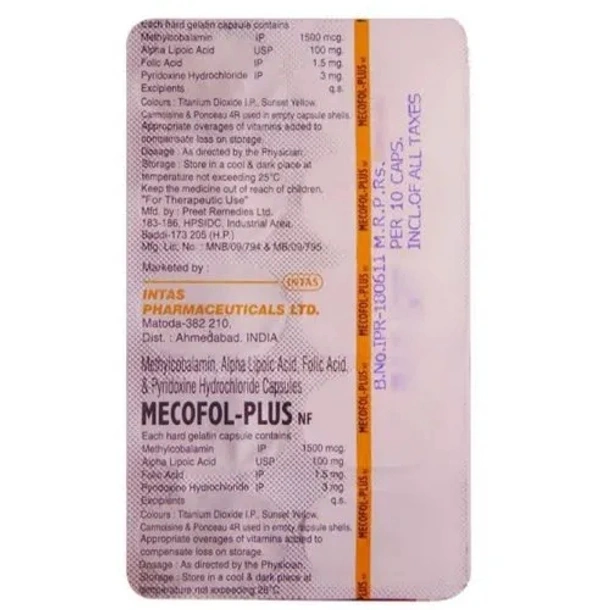 Each hard gelatin capsule contains
Methylcobalamin IP 1500 mcg.
Alpha Lipoic Acid USP 100 mg.
Folic Acid IP 1.5 mg.
Pyridoxine Hydrochloride IP 3 mg.
Excipients q.s.
Colours : Titanium Dioxide I.P., Sunset Yellow,
Carmoisine & Ponceau 4R used in empty capsule shells.
Appropriate overages of vitamins added to
compensate loss on storage.
Dosage : As directed by the Physician.
Storage : Store in a cool & dark place at
temperature not exceeding 25°C
Keep the medicine out of reach of children.
"For Therapeutic Use"
Mfd. by : Preet Remedies Ltd.
183-186, HPSIDC, Industrial Area,
Baddi-173 205 (H.P.)
Mfg. Lic. No. : MNB/09/794 & MB/09/795
Marketed by :
INTAS
INTAS
PHARMACEUTICALS LTD.
Matoda-382 210.
Dist. : Ahmedabad. INDIA
Methylcobalamin, Alpha Lipoic Acid, Folic Acid
& Pyridoxine Hydrochloride Capsules
MECOFOL-PLUS NF
Each hard gelatin capsule contains
Methylcobalamin IP 1500 mcg.
Alpha Lipoic Acid USP 100 mg
Folic Acid IP 1.5 mg.
Pyridoxine Hydrochloride IP 3 mg.
Excipients q.s.
Colours : Titanium Dioxide I.P., Sunset Yellow,
Carmoisine & Ponceau 4R used in empty capsule shells.
Appropriate overages of vitamins added to
compensate loss on storage.
Dosage : As directed by the Physician.
Storage : Store in a cool & dark place at
temperature not exceeding 25°C
MECOFOL-PLUS NF
MECOFOL-PLUS NF
MECOFOL-PLUS NF
MECOFOL-PLUS NF
MECOFOL-PLUS NF
PLUS NF
B.No.IPR-180611 M.R.P.Rs.
PER 10 CAPS.
INCL.OF ALL TAXES